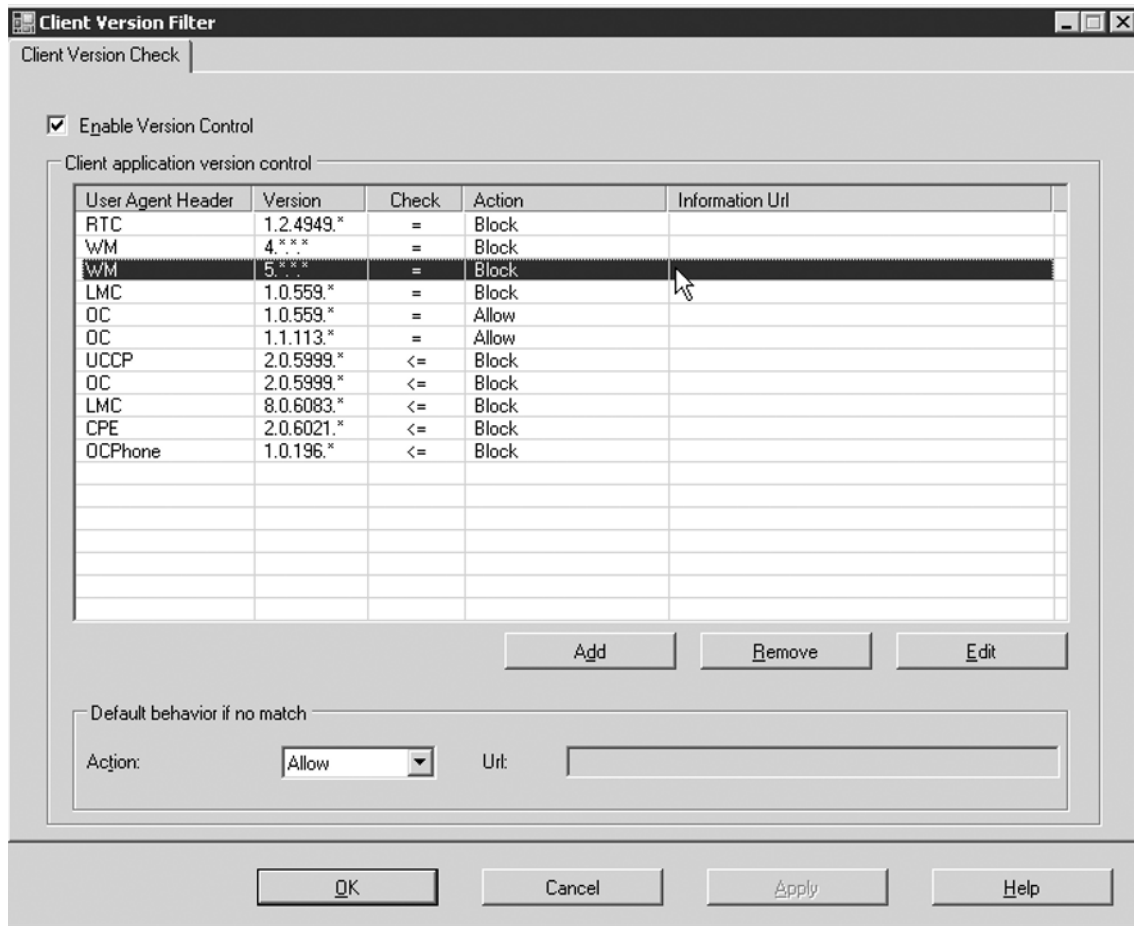 Client Version Filter
Client Version Check
Enable Version Control
Client application version control
User Agent Header Version Check Action Information Url
RTC 1.2.4949.* = Block
WM 4.*.*.* = Block
WM 5.*.*.* = Block
LMC 1.0.559.* = Block
OC 1.0.559.* = Allow
OC 1.1.113.* = Allow
UCCP 2.0.5999.* <= Block
OC 2.0.5999.* <= Block
LMC 8.0.6083.* <= Block
CPE 2.0.6021.* <= Block
OCPhone 1.0.196.* <= Block
Add Remove Edit
Default behavior if no match
Action: Allow Url:
OK Cancel Apply Help